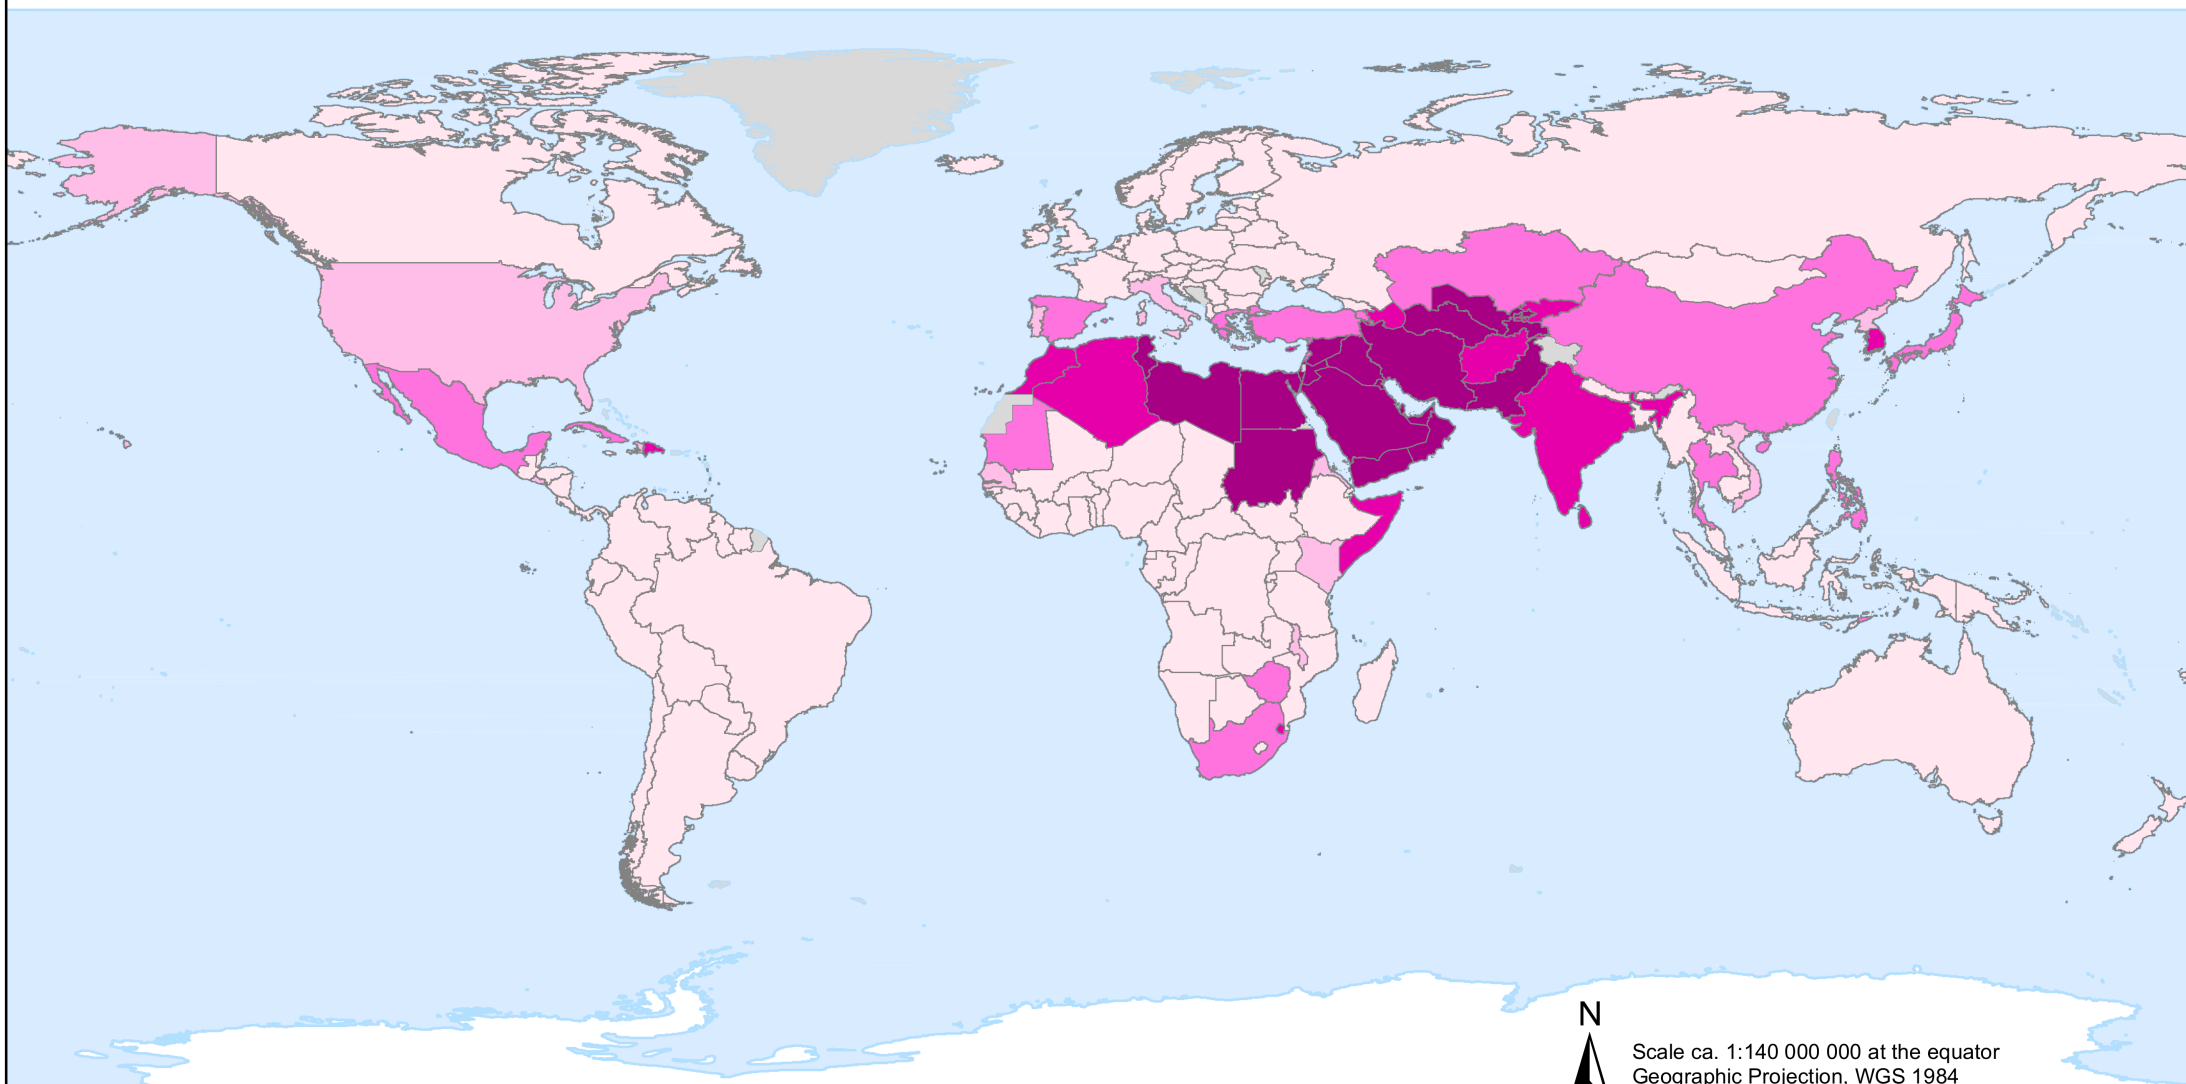 N
Scale ca. 1:140 000 000 at the equator
Geographic Projection, WGS 1984